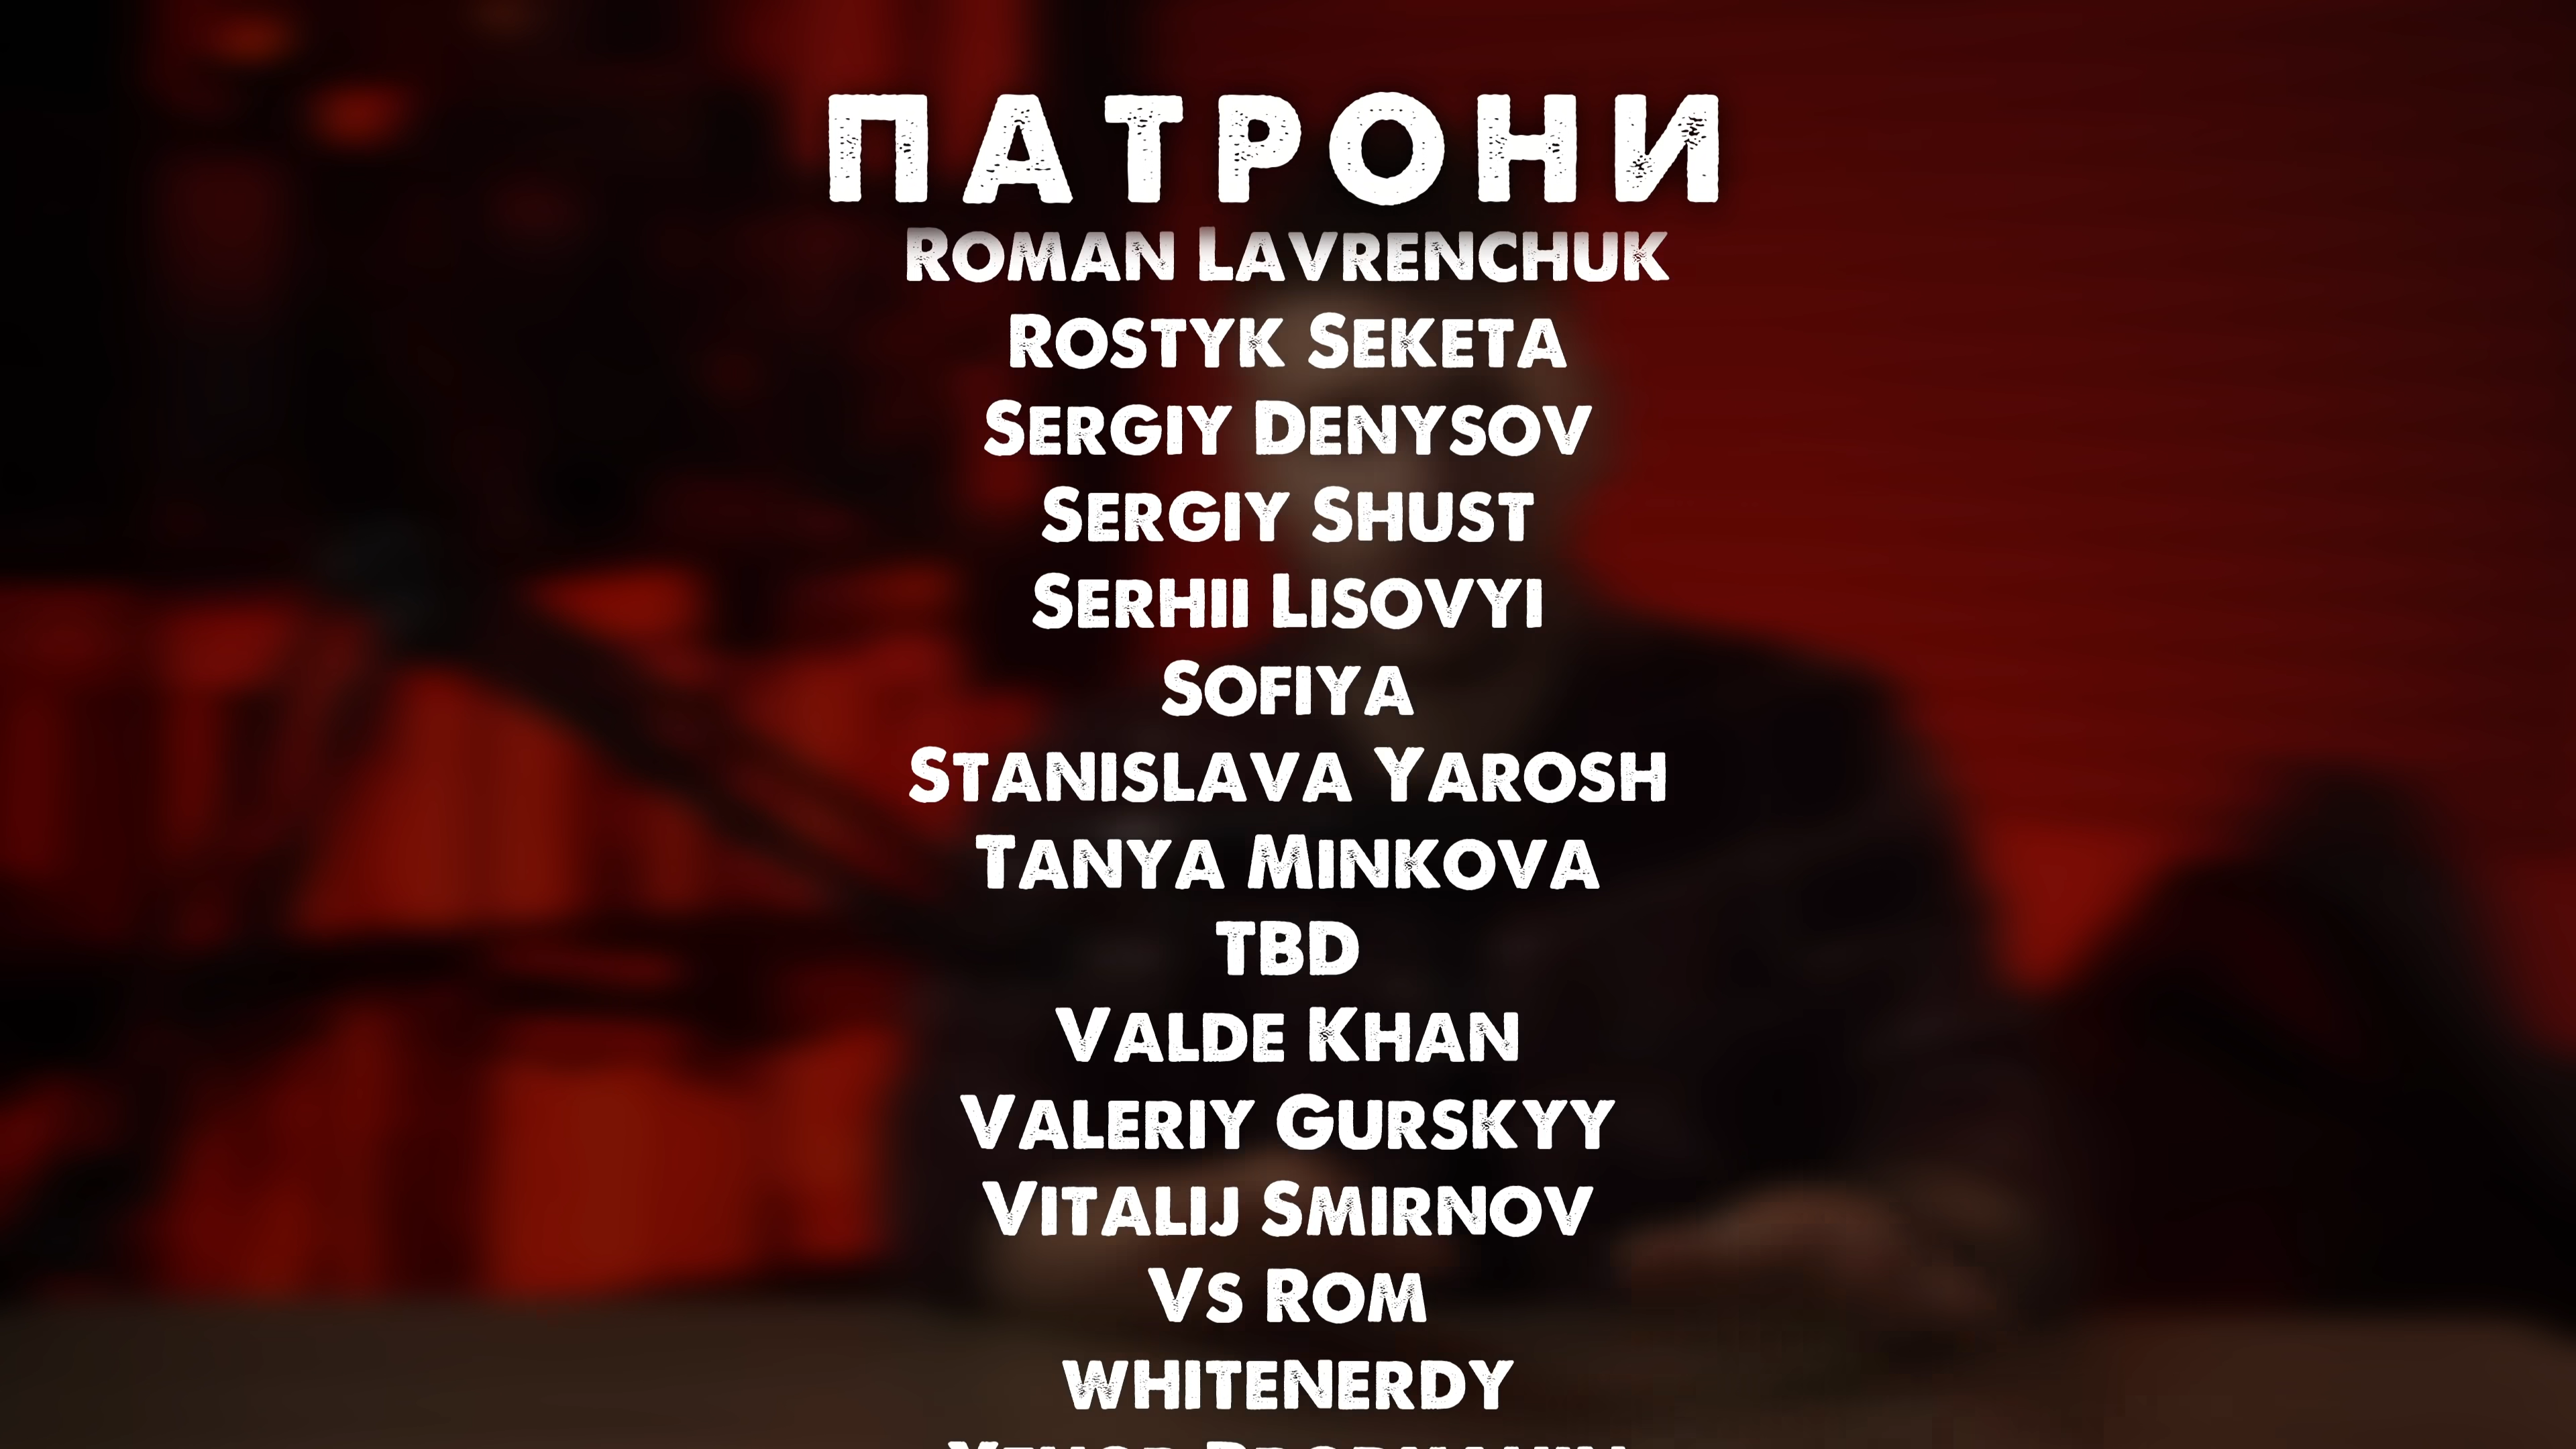 ПАТРОНИ
Roman Lavrenchuk
Rostyk Seketa
Sergiy Denysov
Sergiy Shust
Serhii Lisovyi
Sofiya
Stanislava Yarosh
Tanya Minkova
TBD
Valde Khan
Valeriy Gurskyy
Vitalij Smirnov
Vs Rom
whiteNerdy